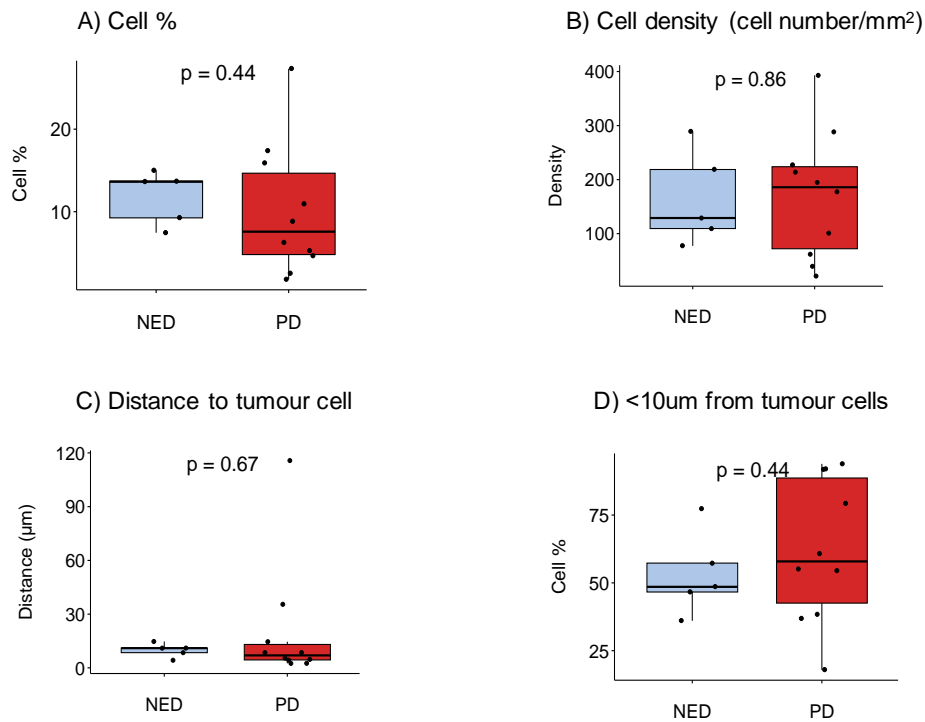 A) Cell %
p = 0.44
20
10
Cell %
NED PD
B) Cell density (cell number/mm²)
p = 0.86
400
300
200
100
Density
NED PD
C) Distance to tumour cell
p = 0.67
120
90
60
30
0
Distance (µm)
NED PD
D) <10um from tumour cells
p = 0.44
75
50
25
Cell %
NED PD